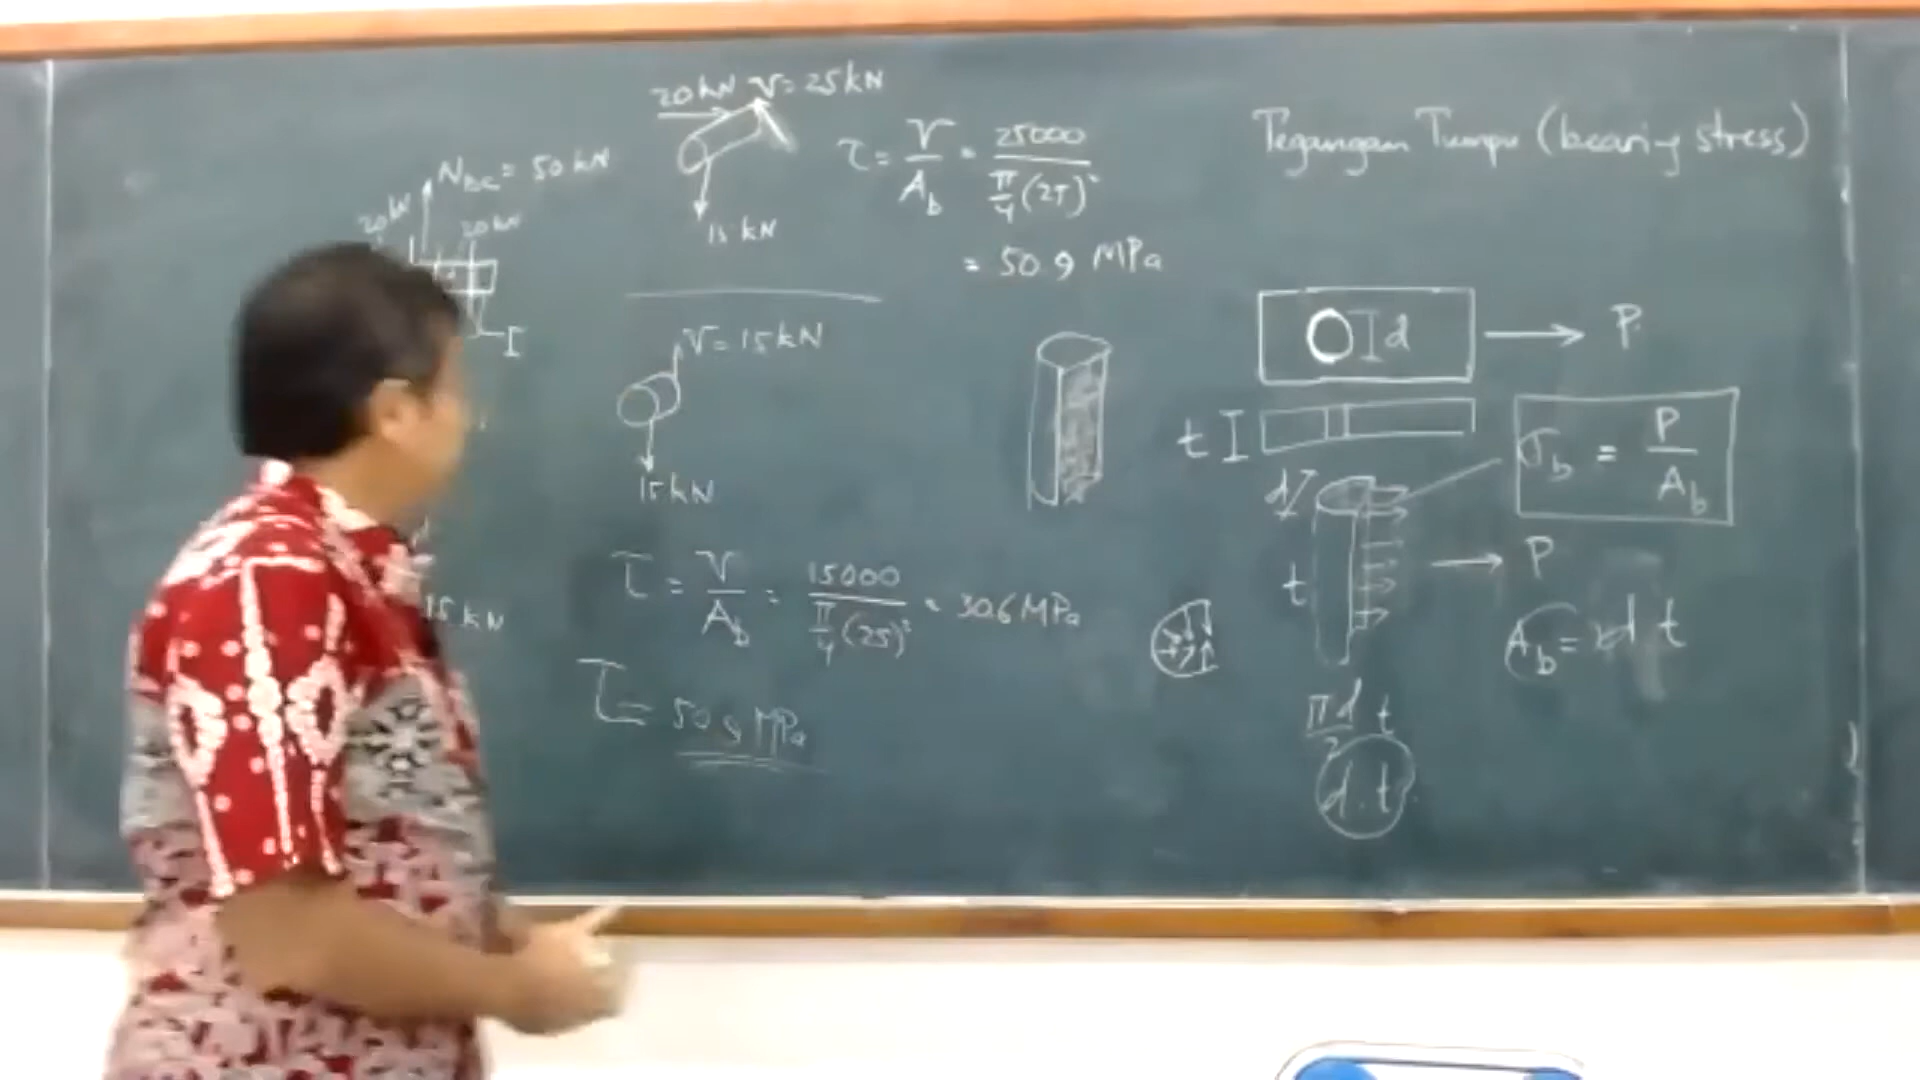 20 kN V = 25 kN
τ = V / A_b = 25000 / (π/4 (25)²)
= 50.9 MPa
15 kN
N_BC = 50 kN
20 kN
20 kN
I
V = 15 kN
15 kN
τ = V / A_b = 15000 / (π/4 (25)²) = 30.6 MPa
τ = 50.9 MPa
15 kN
Tegangan Tumpu (bearing stress)
d
P
t
σ_b = P / A_b
d
t
P
A_b = d t
πd/2 t
d.t